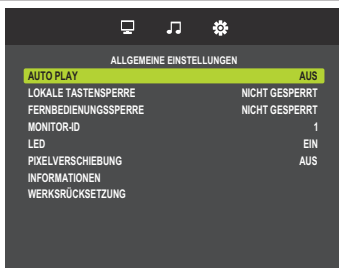 ALLGEMEINE EINSTELLUNGEN
AUTO PLAY AUS
LOKALE TASTENSPERRE NICHT GESPERRT
FERNBEDIENUNGSSPERRE NICHT GESPERRT
MONITOR-ID 1
LED EIN
PIXELVERSCHIEBUNG AUS
INFORMATIONEN
WERKSRÜCKSETZUNG